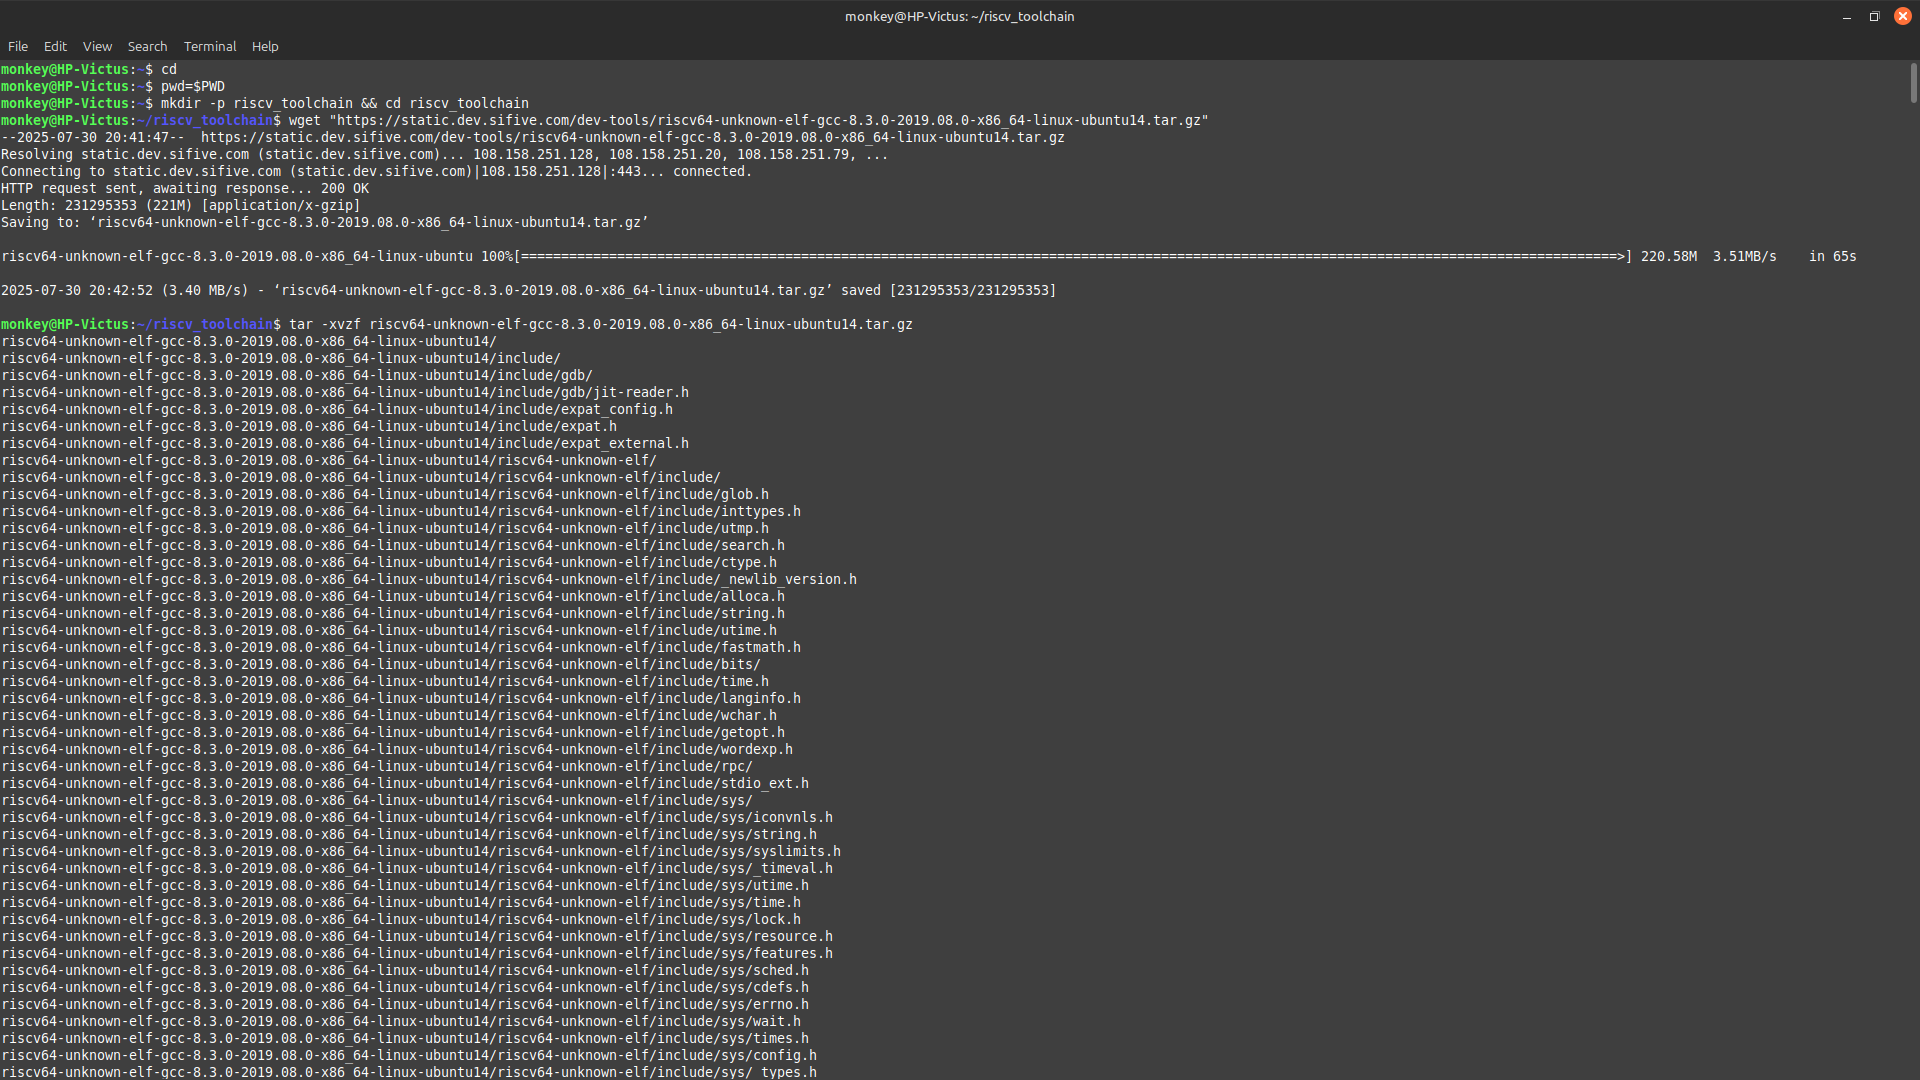 monkey@HP-Victus: ~/riscv_toolchain
File Edit View Search Terminal Help
monkey@HP-Victus:~$ cd
monkey@HP-Victus:~$ pwd=$PWD
monkey@HP-Victus:~$ mkdir -p riscv_toolchain && cd riscv_toolchain
monkey@HP-Victus:~/riscv_toolchain$ wget "https://static.dev.sifive.com/dev-tools/riscv64-unknown-elf-gcc-8.3.0-2019.08.0-x86_64-linux-ubuntu14.tar.gz"
--2025-07-30 20:41:47--  https://static.dev.sifive.com/dev-tools/riscv64-unknown-elf-gcc-8.3.0-2019.08.0-x86_64-linux-ubuntu14.tar.gz
Resolving static.dev.sifive.com (static.dev.sifive.com)... 108.158.251.128, 108.158.251.20, 108.158.251.79, ...
Connecting to static.dev.sifive.com (static.dev.sifive.com)|108.158.251.128|:443... connected.
HTTP request sent, awaiting response... 200 OK
Length: 231295353 (221M) [application/x-gzip]
Saving to: ‘riscv64-unknown-elf-gcc-8.3.0-2019.08.0-x86_64-linux-ubuntu14.tar.gz’
riscv64-unknown-elf-gcc-8.3.0-2019.08.0-x86_64-linux-ubuntu 100%[=========================================================================================================================================>] 220.58M  3.51MB/s    in 65s
2025-07-30 20:42:52 (3.40 MB/s) - ‘riscv64-unknown-elf-gcc-8.3.0-2019.08.0-x86_64-linux-ubuntu14.tar.gz’ saved [231295353/231295353]
monkey@HP-Victus:~/riscv_toolchain$ tar -xvzf riscv64-unknown-elf-gcc-8.3.0-2019.08.0-x86_64-linux-ubuntu14.tar.gz
riscv64-unknown-elf-gcc-8.3.0-2019.08.0-x86_64-linux-ubuntu14/
riscv64-unknown-elf-gcc-8.3.0-2019.08.0-x86_64-linux-ubuntu14/include/
riscv64-unknown-elf-gcc-8.3.0-2019.08.0-x86_64-linux-ubuntu14/include/gdb/
riscv64-unknown-elf-gcc-8.3.0-2019.08.0-x86_64-linux-ubuntu14/include/gdb/jit-reader.h
riscv64-unknown-elf-gcc-8.3.0-2019.08.0-x86_64-linux-ubuntu14/include/expat_config.h
riscv64-unknown-elf-gcc-8.3.0-2019.08.0-x86_64-linux-ubuntu14/include/expat.h
riscv64-unknown-elf-gcc-8.3.0-2019.08.0-x86_64-linux-ubuntu14/include/expat_external.h
riscv64-unknown-elf-gcc-8.3.0-2019.08.0-x86_64-linux-ubuntu14/riscv64-unknown-elf/
riscv64-unknown-elf-gcc-8.3.0-2019.08.0-x86_64-linux-ubuntu14/riscv64-unknown-elf/include/
riscv64-unknown-elf-gcc-8.3.0-2019.08.0-x86_64-linux-ubuntu14/riscv64-unknown-elf/include/glob.h
riscv64-unknown-elf-gcc-8.3.0-2019.08.0-x86_64-linux-ubuntu14/riscv64-unknown-elf/include/inttypes.h
riscv64-unknown-elf-gcc-8.3.0-2019.08.0-x86_64-linux-ubuntu14/riscv64-unknown-elf/include/utmp.h
riscv64-unknown-elf-gcc-8.3.0-2019.08.0-x86_64-linux-ubuntu14/riscv64-unknown-elf/include/search.h
riscv64-unknown-elf-gcc-8.3.0-2019.08.0-x86_64-linux-ubuntu14/riscv64-unknown-elf/include/ctype.h
riscv64-unknown-elf-gcc-8.3.0-2019.08.0-x86_64-linux-ubuntu14/riscv64-unknown-elf/include/_newlib_version.h
riscv64-unknown-elf-gcc-8.3.0-2019.08.0-x86_64-linux-ubuntu14/riscv64-unknown-elf/include/alloca.h
riscv64-unknown-elf-gcc-8.3.0-2019.08.0-x86_64-linux-ubuntu14/riscv64-unknown-elf/include/string.h
riscv64-unknown-elf-gcc-8.3.0-2019.08.0-x86_64-linux-ubuntu14/riscv64-unknown-elf/include/utime.h
riscv64-unknown-elf-gcc-8.3.0-2019.08.0-x86_64-linux-ubuntu14/riscv64-unknown-elf/include/fastmath.h
riscv64-unknown-elf-gcc-8.3.0-2019.08.0-x86_64-linux-ubuntu14/riscv64-unknown-elf/include/bits/
riscv64-unknown-elf-gcc-8.3.0-2019.08.0-x86_64-linux-ubuntu14/riscv64-unknown-elf/include/time.h
riscv64-unknown-elf-gcc-8.3.0-2019.08.0-x86_64-linux-ubuntu14/riscv64-unknown-elf/include/langinfo.h
riscv64-unknown-elf-gcc-8.3.0-2019.08.0-x86_64-linux-ubuntu14/riscv64-unknown-elf/include/wchar.h
riscv64-unknown-elf-gcc-8.3.0-2019.08.0-x86_64-linux-ubuntu14/riscv64-unknown-elf/include/getopt.h
riscv64-unknown-elf-gcc-8.3.0-2019.08.0-x86_64-linux-ubuntu14/riscv64-unknown-elf/include/wordexp.h
riscv64-unknown-elf-gcc-8.3.0-2019.08.0-x86_64-linux-ubuntu14/riscv64-unknown-elf/include/rpc/
riscv64-unknown-elf-gcc-8.3.0-2019.08.0-x86_64-linux-ubuntu14/riscv64-unknown-elf/include/stdio_ext.h
riscv64-unknown-elf-gcc-8.3.0-2019.08.0-x86_64-linux-ubuntu14/riscv64-unknown-elf/include/sys/
riscv64-unknown-elf-gcc-8.3.0-2019.08.0-x86_64-linux-ubuntu14/riscv64-unknown-elf/include/sys/iconvnls.h
riscv64-unknown-elf-gcc-8.3.0-2019.08.0-x86_64-linux-ubuntu14/riscv64-unknown-elf/include/sys/string.h
riscv64-unknown-elf-gcc-8.3.0-2019.08.0-x86_64-linux-ubuntu14/riscv64-unknown-elf/include/sys/syslimits.h
riscv64-unknown-elf-gcc-8.3.0-2019.08.0-x86_64-linux-ubuntu14/riscv64-unknown-elf/include/sys/_timeval.h
riscv64-unknown-elf-gcc-8.3.0-2019.08.0-x86_64-linux-ubuntu14/riscv64-unknown-elf/include/sys/utime.h
riscv64-unknown-elf-gcc-8.3.0-2019.08.0-x86_64-linux-ubuntu14/riscv64-unknown-elf/include/sys/time.h
riscv64-unknown-elf-gcc-8.3.0-2019.08.0-x86_64-linux-ubuntu14/riscv64-unknown-elf/include/sys/lock.h
riscv64-unknown-elf-gcc-8.3.0-2019.08.0-x86_64-linux-ubuntu14/riscv64-unknown-elf/include/sys/resource.h
riscv64-unknown-elf-gcc-8.3.0-2019.08.0-x86_64-linux-ubuntu14/riscv64-unknown-elf/include/sys/features.h
riscv64-unknown-elf-gcc-8.3.0-2019.08.0-x86_64-linux-ubuntu14/riscv64-unknown-elf/include/sys/sched.h
riscv64-unknown-elf-gcc-8.3.0-2019.08.0-x86_64-linux-ubuntu14/riscv64-unknown-elf/include/sys/cdefs.h
riscv64-unknown-elf-gcc-8.3.0-2019.08.0-x86_64-linux-ubuntu14/riscv64-unknown-elf/include/sys/errno.h
riscv64-unknown-elf-gcc-8.3.0-2019.08.0-x86_64-linux-ubuntu14/riscv64-unknown-elf/include/sys/wait.h
riscv64-unknown-elf-gcc-8.3.0-2019.08.0-x86_64-linux-ubuntu14/riscv64-unknown-elf/include/sys/times.h
riscv64-unknown-elf-gcc-8.3.0-2019.08.0-x86_64-linux-ubuntu14/riscv64-unknown-elf/include/sys/config.h
riscv64-unknown-elf-gcc-8.3.0-2019.08.0-x86_64-linux-ubuntu14/riscv64-unknown-elf/include/sys/_types.h